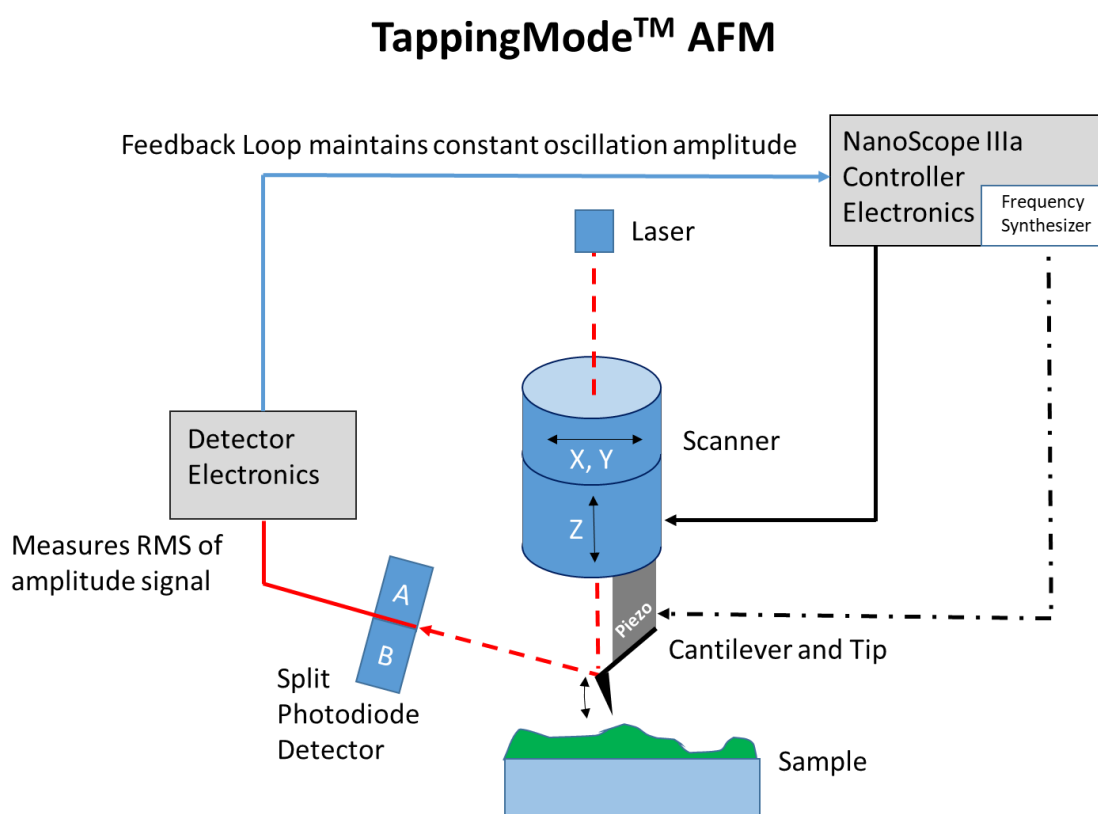 TappingMode™ AFM
Feedback Loop maintains constant oscillation amplitude
NanoScope IIIa
Controller
Electronics
Frequency
Synthesizer
Laser
Detector
Electronics
X, Y
Scanner
Z
Measures RMS of
amplitude signal
A
B
Piezo
Cantilever and Tip
Split
Photodiode
Detector
Sample